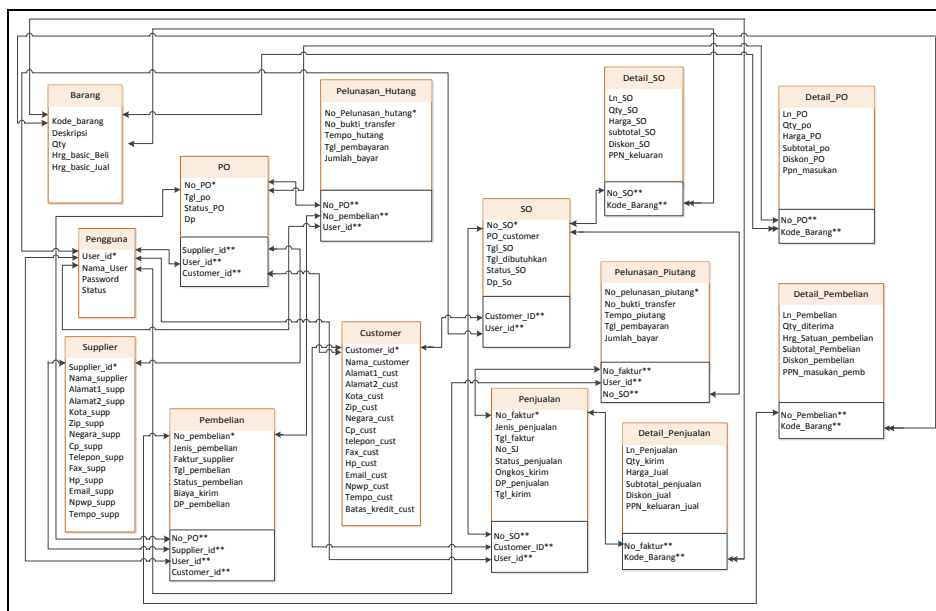 Barang
Kode_barang
Deskripsi
Qty
Hrg_basic_Beli
Hrg_basic_Jual
Pelunasan_Hutang
No_Pelunasan_hutang*
No_bukti_transfer
Tempo_hutang
Tgl_pembayaran
Jumlah_bayar
No_PO**
No_pembelian**
User_id**
Detail_SO
Ln_SO
Qty_SO
Harga_SO
subtotal_SO
Diskon_SO
PPN_keluaran
No_SO**
Kode_Barang**
Detail_PO
Ln_PO
Qty_po
Harga_PO
Subtotal_po
Diskon_PO
Ppn_masukan
No_PO**
Kode_Barang**
PO
No_PO*
Tgl_po
Status_PO
Dp
Supplier_id**
User_id**
Customer_id**
SO
No_SO*
PO_customer
Tgl_SO
Tgl_dibutuhkan
Status_SO
Dp_So
Customer_ID**
User_id**
Pengguna
User_id*
Nama_User
Password
Status
Pelunasan_Piutang
No_pelunasan_piutang*
No_bukti_transfer
Tempo_piutang
Tgl_pembayaran
Jumlah_bayar
No_faktur**
User_id**
No_SO**
Detail_Pembelian
Ln_Pembelian
Qty_diterima
Hrg_Satuan_Pembelian
Subtotal_Pembelian
Diskon_pembelian
PPN_masukan_pemb
No_Pembelian**
Kode_Barang**
Supplier
Supplier_id*
Nama_supplier
Alamat1_supp
Alamat2_supp
Kota_supp
Zip_supp
Negara_supp
Cp_supp
Telepon_supp
Fax_supp
Hp_supp
Email_supp
Npwp_supp
Tempo_supp
Customer
Customer_id*
Nama_customer
Alamat1_cust
Alamat2_cust
Kota_cust
Zip_cust
Negara_cust
Cp_cust
telepon_cust
Fax_cust
Hp_cust
Email_cust
Npwp_cust
Tempo_cust
Batas_kredit_cust
Pembelian
No_pembelian*
Jenis_pembelian
Faktur_supplier
Tgl_pembelian
Status_pembelian
Biaya_kirim
DP_pembelian
No_PO**
Supplier_id**
User_id**
Customer_id**
Penjualan
No_faktur*
Jenis_penjualan
Tgl_faktur
No_SJ
Status_penjualan
Ongkos_kirim
DP_penjualan
Tgl_kirim
No_SO**
Customer_ID**
User_id**
Detail_Penjualan
Ln_Penjualan
Qty_kirim
Harga_Jual
Subtotal_penjualan
Diskon_jual
PPN_keluaran_jual
No_faktur**
Kode_Barang**